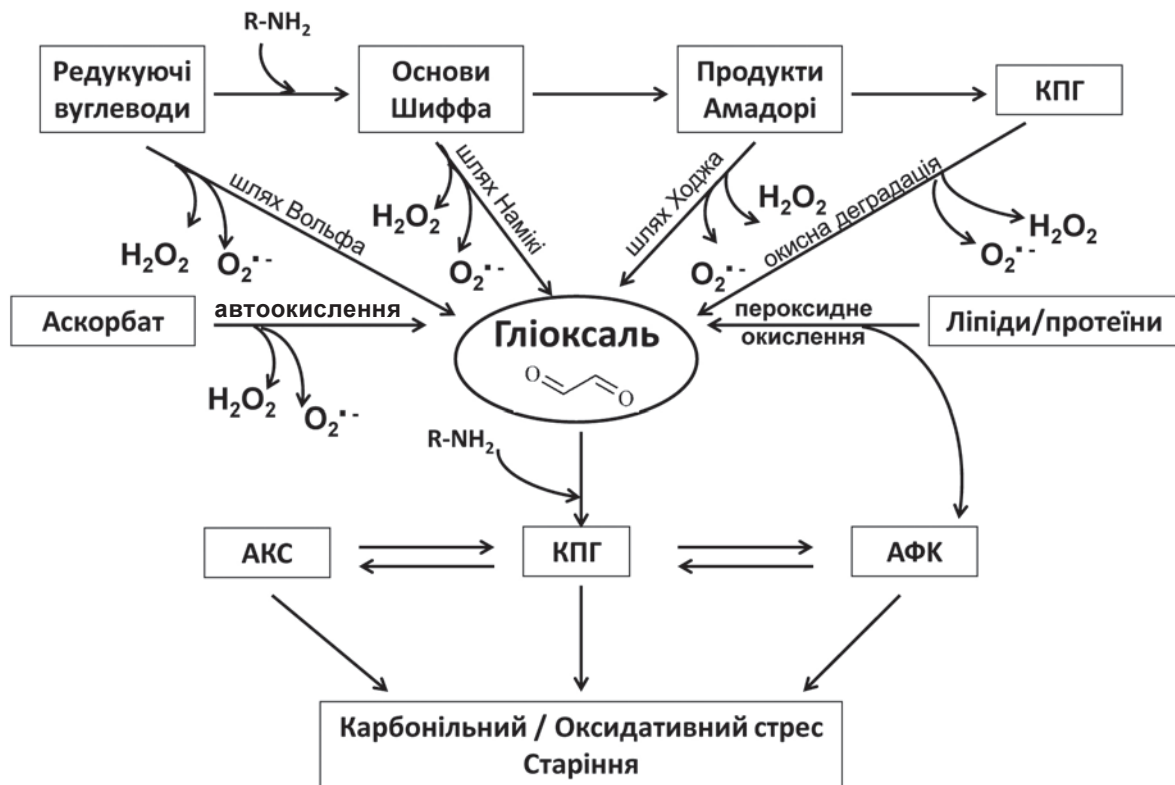 R-NH₂
Редукуючі
вуглеводи
Основи
Шиффа
Продукти
Амадорі
КПГ
шлях Вольфа
шлях Намікі
шлях Ходжа
окисна деградація
H₂O₂
O₂˙⁻
H₂O₂
O₂˙⁻
H₂O₂
O₂˙⁻
H₂O₂
O₂˙⁻
Аскорбат
автоокислення
H₂O₂
O₂˙⁻
Гліоксаль
O
O
пероксидне
окислення
Ліпіди/протеїни
R-NH₂
АКС
КПГ
АФК
Карбонільний / Оксидативний стрес
Старіння